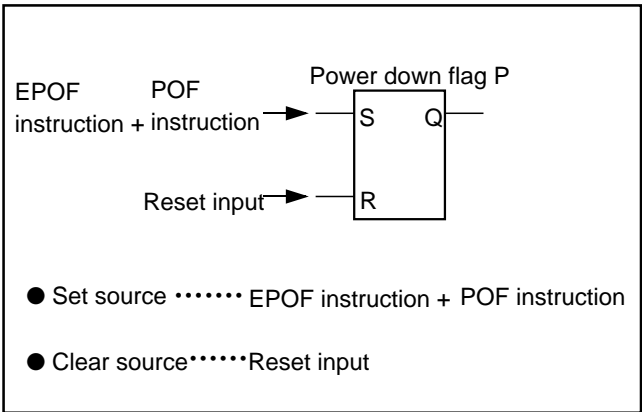 Power down flag P
EPOF POF
instruction + instruction
S Q
Reset input
R
● Set source ······· EPOF instruction + POF instruction
● Clear source ······ Reset input